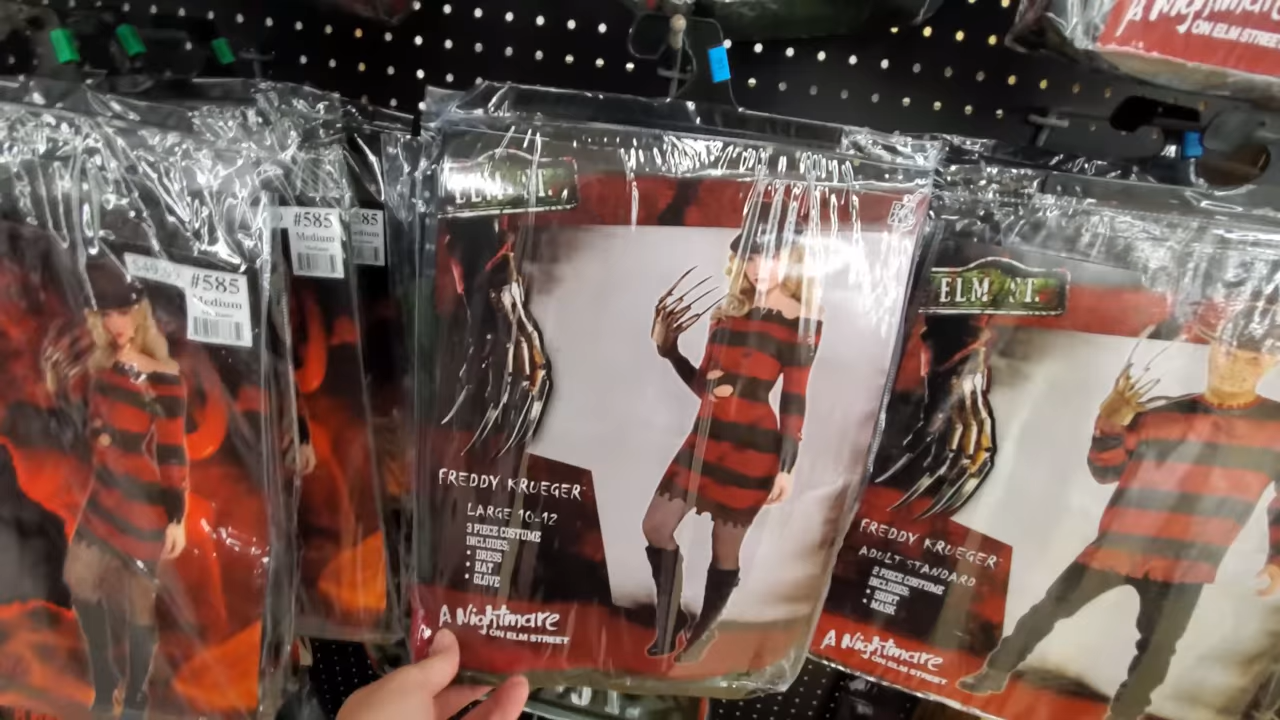 A Nightmare
ON ELM STREET
#585
Medium
#585
Medium
85
ELM ST.
FREDDY KRUEGER
LARGE 10-12
3 PIECE COSTUME
INCLUDES:
• DRESS
• HAT
• GLOVE
A Nightmare
ON ELM STREET
ELM ST.
FREDDY KRUEGER
ADULT STANDARD
2 PIECE COSTUME
INCLUDES:
• SHIRT
• MASK
A Nightmare
ON ELM STREET